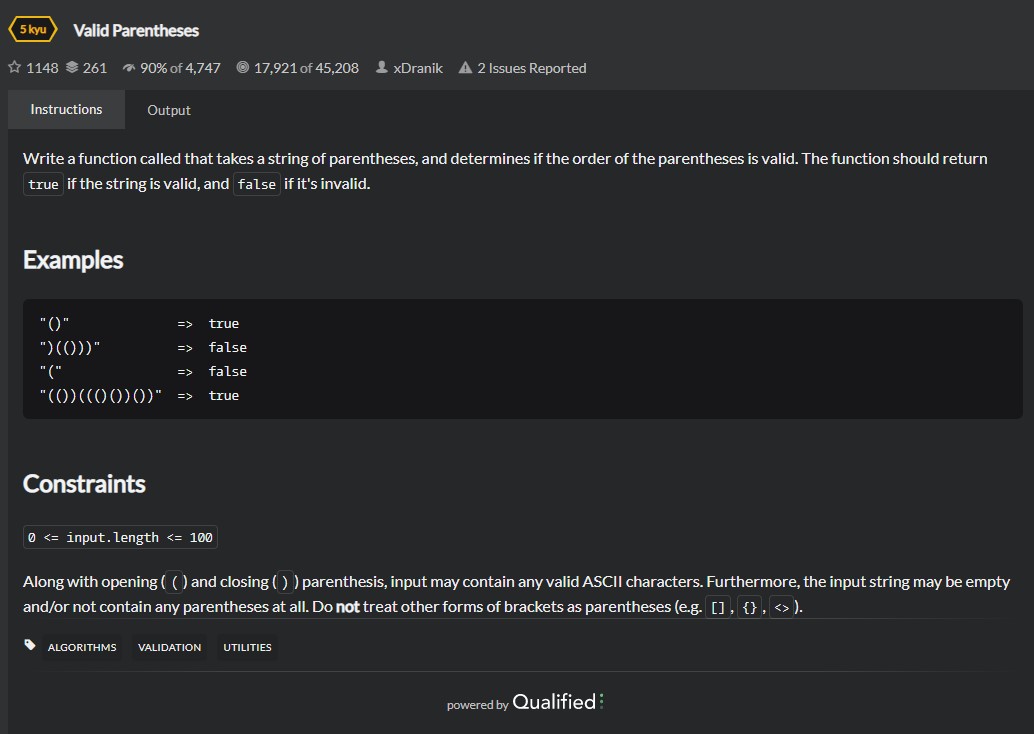 5 kyu Valid Parentheses
1148 261 90% of 4,747 17,921 of 45,208 xDranik 2 Issues Reported
Instructions Output
Write a function called that takes a string of parentheses, and determines if the order of the parentheses is valid. The function should return
true if the string is valid, and false if it's invalid.
Examples
"()" => true
")(()))" => false
"(" => false
"(())((()())())" => true
Constraints
0 <= input.length <= 100
Along with opening ( ( ) and closing ( ) ) parenthesis, input may contain any valid ASCII characters. Furthermore, the input string may be empty
and/or not contain any parentheses at all. Do not treat other forms of brackets as parentheses (e.g. [] , {} , <> ).
ALGORITHMS VALIDATION UTILITIES
powered by Qualified